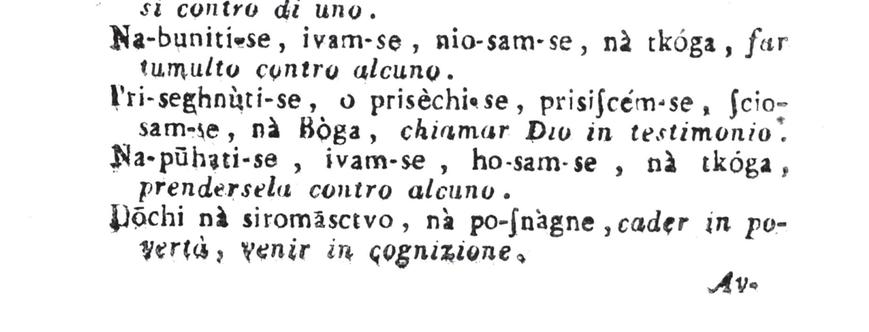 si contro di uno.
Na-buniti-se, ivam-se, nio-sam-se, nà tkóga, far
tumulto contro alcuno.
Pri-seghnùti-se, o prisèchi-se, prisiſcém-se, ſcio-
sam-se, nà Bòga, chiamar Dio in testimonio.
Na-pūhati-se, ivam-se, ho-sam-se, nà tkóga,
prendersela contro alcuno.
Dōchi nà siromāsctvo, nà po-ſnàgne, cader in po-
vertà, venir in cognizione.
Av-